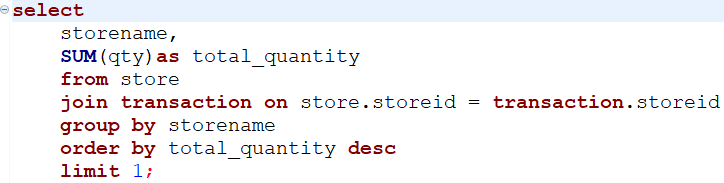 select
storename,
SUM(qty)as total_quantity
from store
join transaction on store.storeid = transaction.storeid
group by storename
order by total_quantity desc
limit 1;